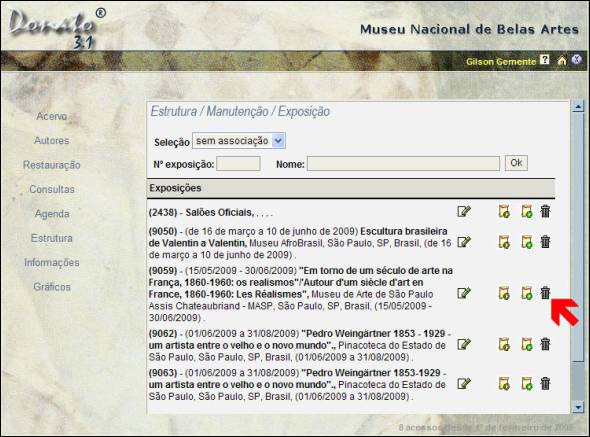 Donato®
3.1
Museu Nacional de Belas Artes
Gilson Gemente ?
Acervo
Autores
Restauração
Consultas
Agenda
Estrutura
Informações
Gráficos
Estrutura / Manutenção / Exposição
Seleção sem associação
Nº exposição: Nome: Ok
Exposições
(2438) - Salões Oficiais, , . . .
(9050) - (de 16 de março a 10 de junho de 2009) Escultura brasileira
de Valentin a Valentin, Museu AfroBrasil, São Paulo, SP, Brasil, (de 16
de março a 10 de junho de 2009) .
(9059) - (15/05/2009 - 30/06/2009) "Em torno de um século de arte na
França, 1860-1960: os realismos"/'Autour d'um siècle d'art en
France, 1860-1960: Les Réalismes", Museu de Arte de São Paulo
Assis Chateaubriand - MASP, São Paulo, SP, Brasil, (15/05/2009 -
30/06/2009) .
(9062) - (01/06/2009 a 31/08/2009) "Pedro Weingärtner 1853 - 1929 -
um artista entre o velho e o novo mundo"., Pinacoteca do Estado de
São Paulo, São Paulo, SP, Brasil, (01/06/2009 a 31/08/2009) .
(9063) - (01/06/2009 a 31/08/2009) "Pedro Weingärtner 1853-1929 -
um artista entre o velho e o novo mundo"., Pinacoteca do Estado de
São Paulo, São Paulo, SP, Brasil, (01/06/2009 a 31/08/2009) .
8 acessos desde 1º de fevereiro de 2006